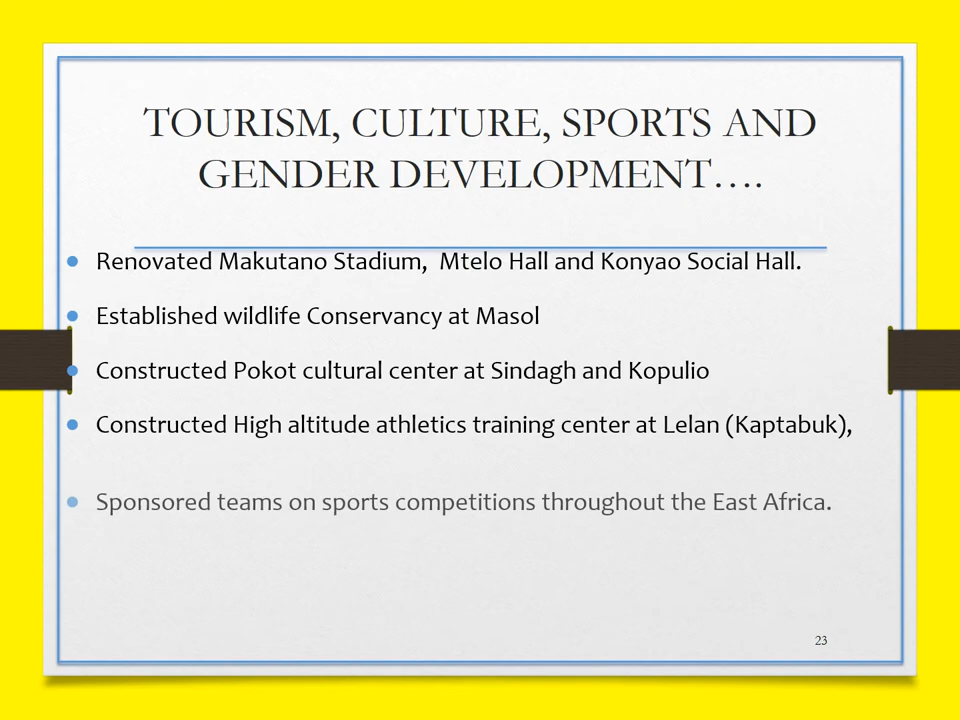 TOURISM, CULTURE, SPORTS AND
GENDER DEVELOPMENT….
● Renovated Makutano Stadium,  Mtelo Hall and Konyao Social Hall.
● Established wildlife Conservancy at Masol
● Constructed Pokot cultural center at Sindagh and Kopulio
● Constructed High altitude athletics training center at Lelan (Kaptabuk),
● Sponsored teams on sports competitions throughout the East Africa.
23